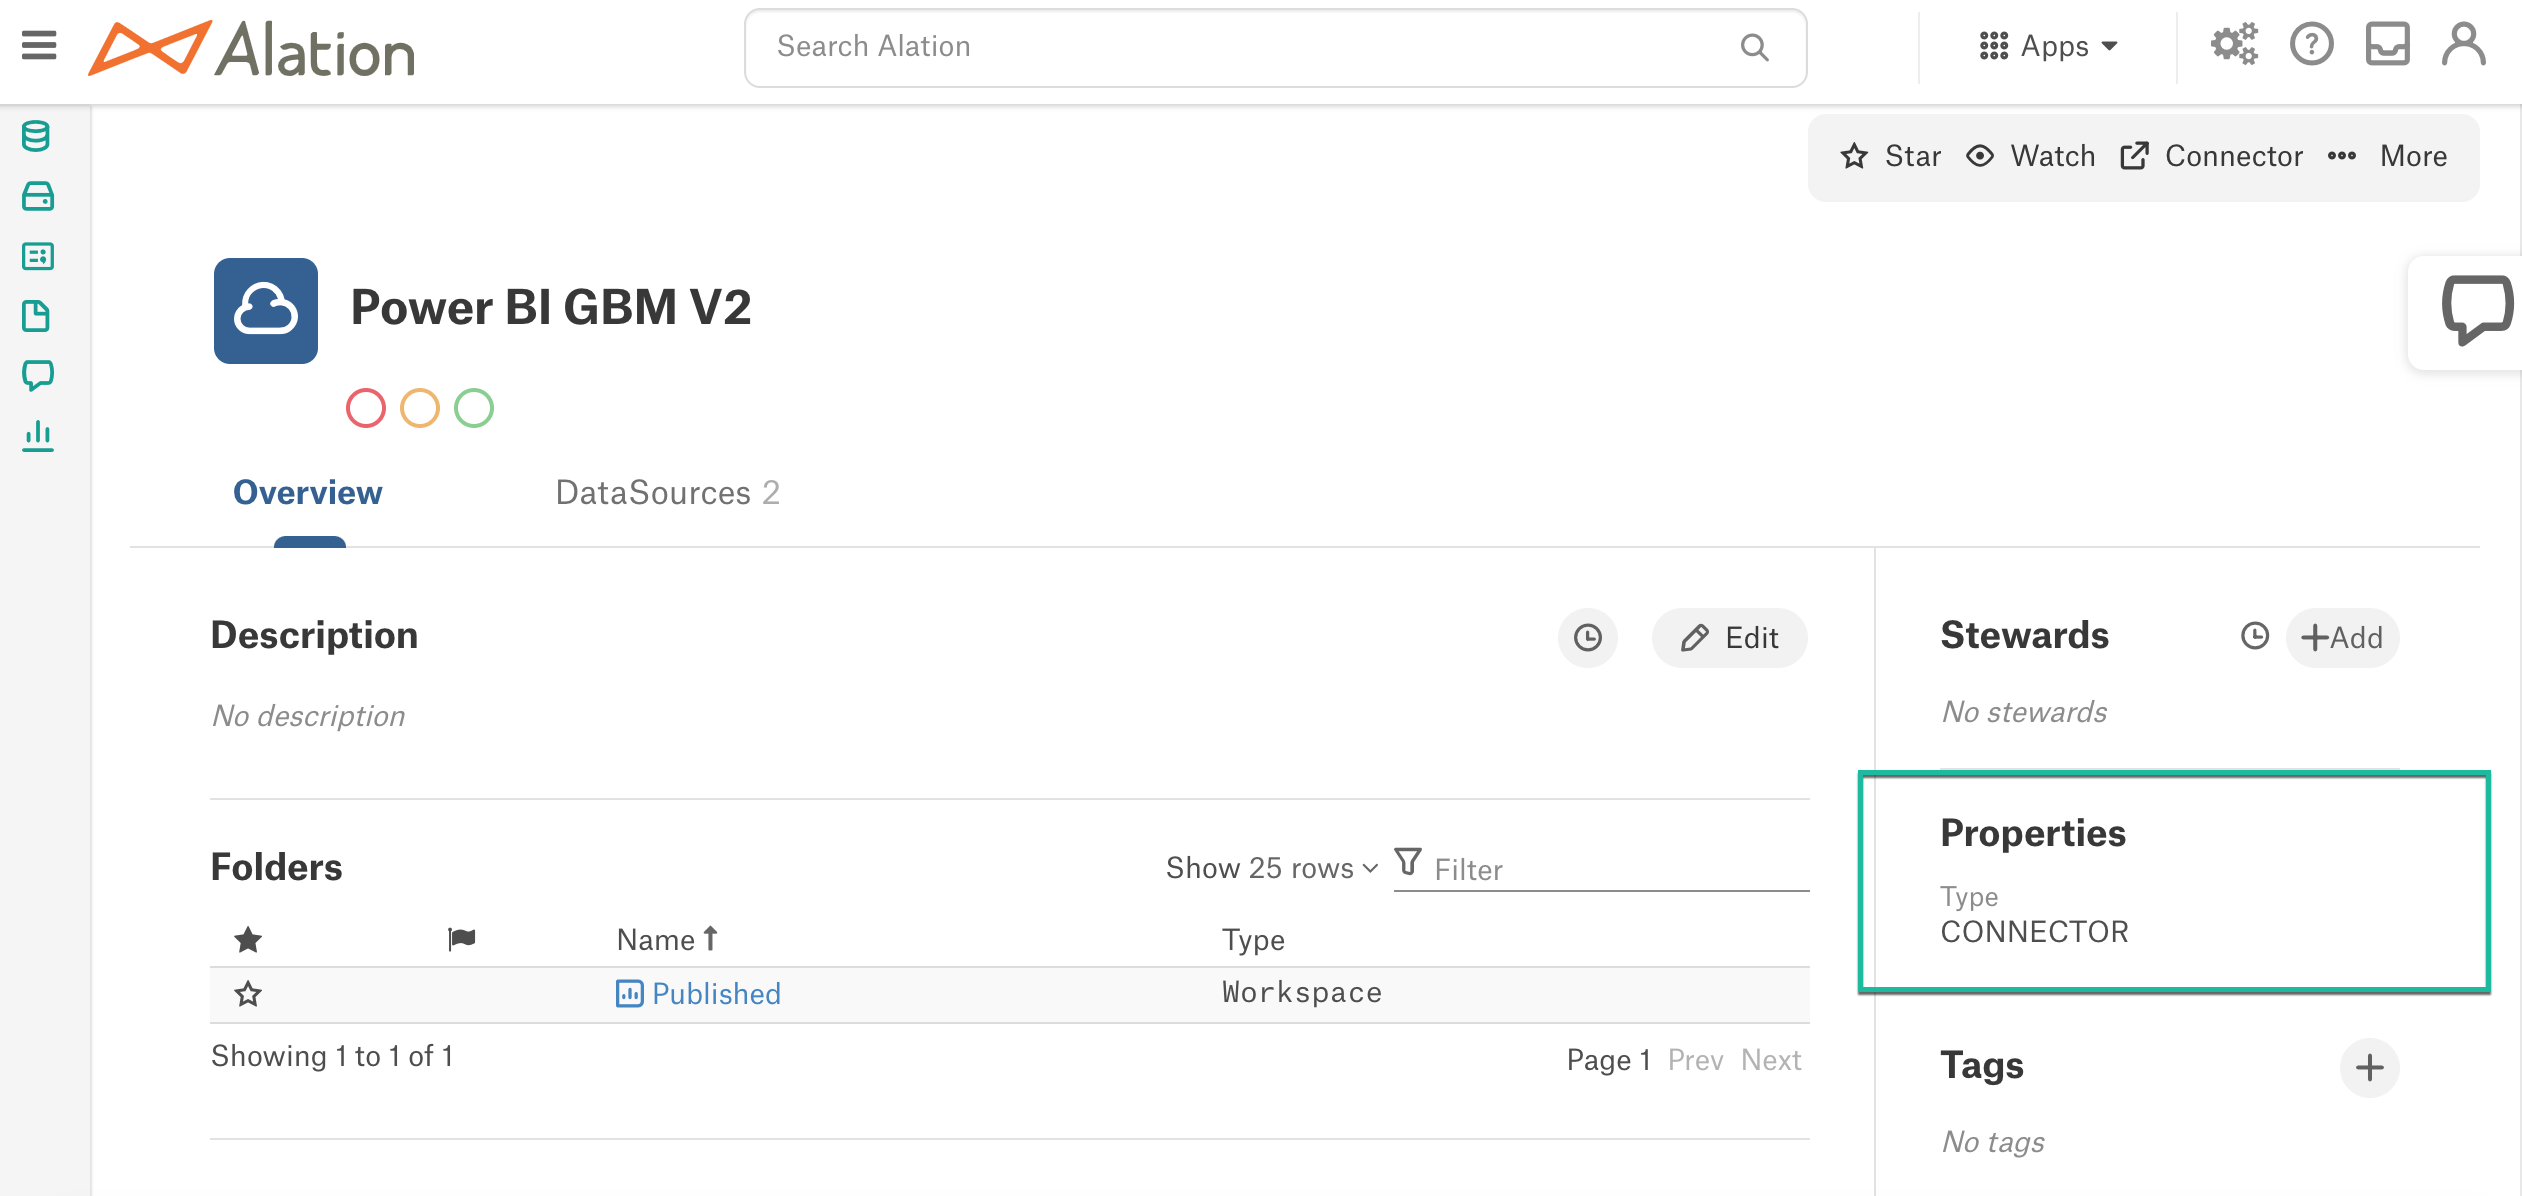 Alation
Search Alation
Apps
Star Watch Connector More
Power BI GBM V2
Overview DataSources 2
Description
Edit
No description
Folders
Show 25 rows Filter
Name Type
Published Workspace
Showing 1 to 1 of 1
Page 1 Prev Next
Stewards
+Add
No stewards
Properties
Type
CONNECTOR
Tags
+
No tags